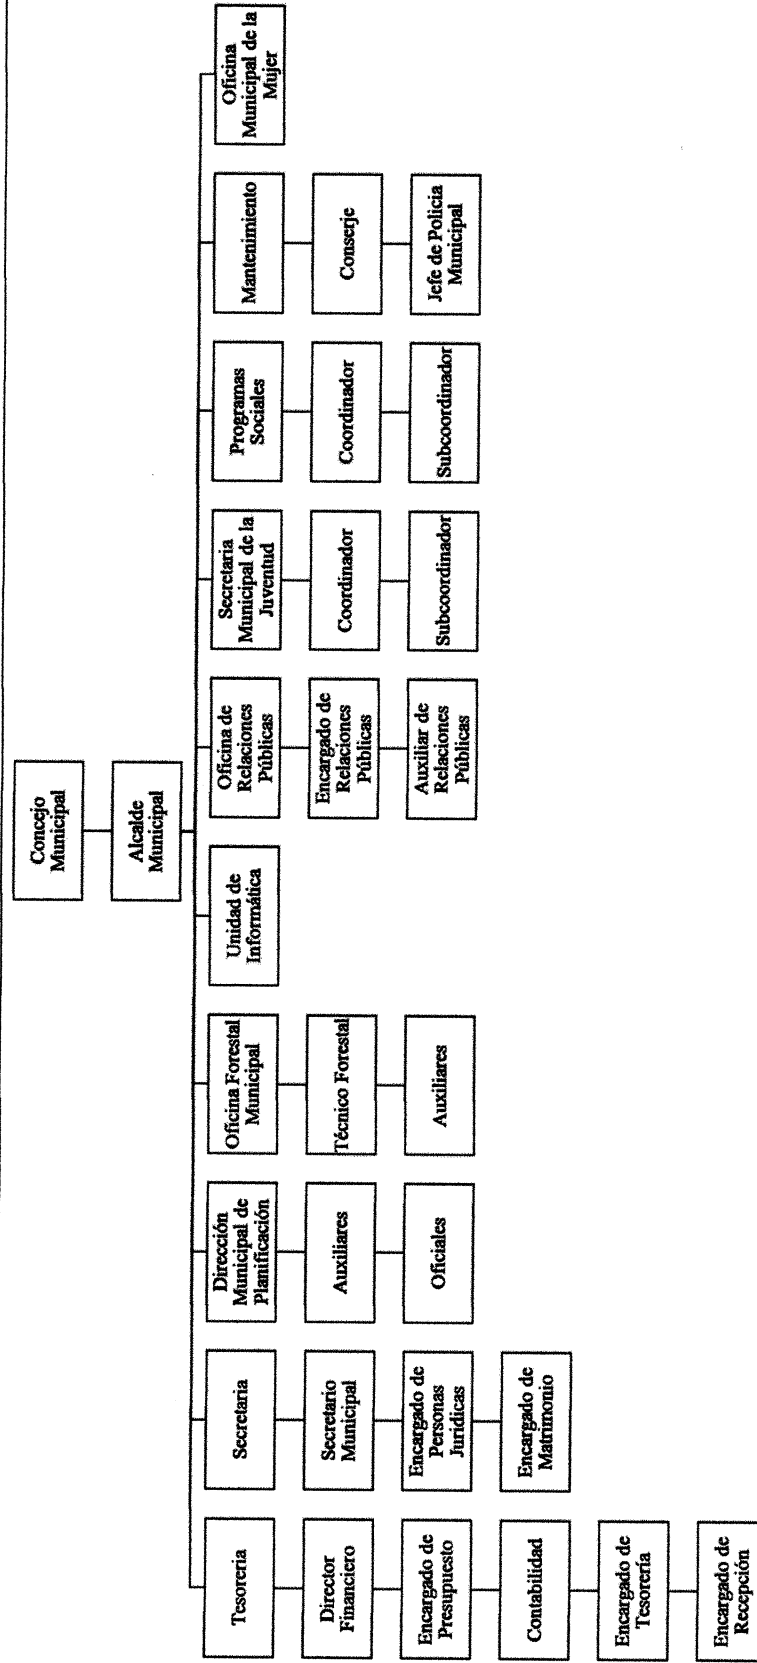 Concejo
Municipal
Alcalde
Municipal
Tesoreria
Secretaria
Dirección
Municipal de
Planificación
Oficina Forestal
Municipal
Unidad de
Informática
Oficina de
Relaciones
Públicas
Secretaria
Municipal de la
Juventud
Programas
Sociales
Mantenimiento
Oficina
Municipal de la
Mujer
Director
Financiero
Secretario
Municipal
Auxiliares
Técnico Forestal
Encargado de
Relaciones
Públicas
Coordinador
Coordinador
Conserje
Encargado de
Presupuesto
Encargado de
Personas
Juridicas
Oficiales
Auxiliares
Auxiliar de
Relaciones
Públicas
Subcoordinador
Subcoordinador
Jefe de Policia
Municipal
Contabilidad
Encargado de
Matrimonio
Encargado de
Tesorería
Encargado de
Recepción